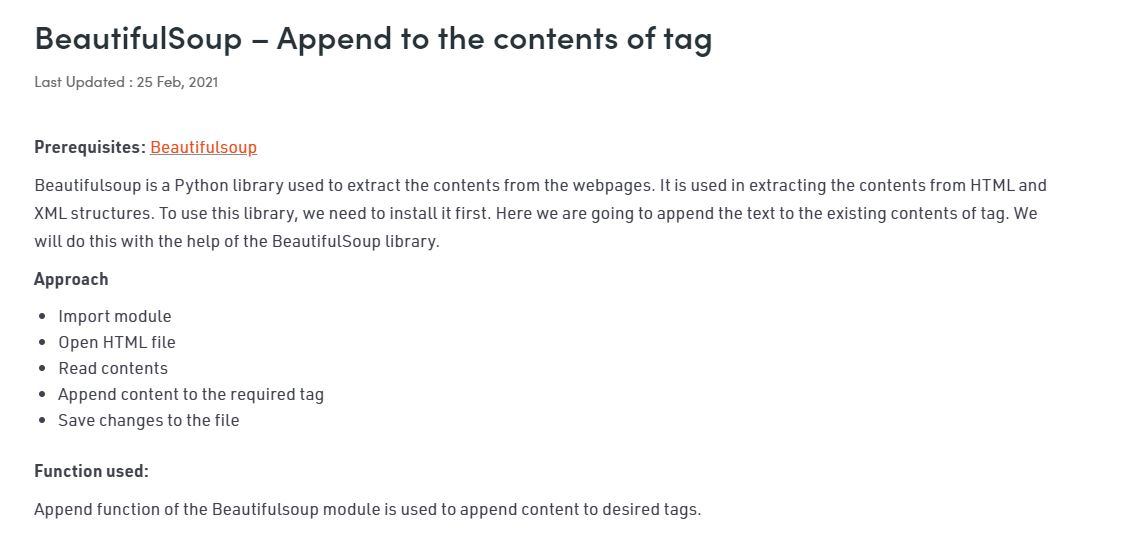 BeautifulSoup – Append to the contents of tag
Last Updated : 25 Feb, 2021
Prerequisites: Beautifulsoup
Beautifulsoup is a Python library used to extract the contents from the webpages. It is used in extracting the contents from HTML and
XML structures. To use this library, we need to install it first. Here we are going to append the text to the existing contents of tag. We
will do this with the help of the BeautifulSoup library.
Approach
• Import module
• Open HTML file
• Read contents
• Append content to the required tag
• Save changes to the file
Function used:
Append function of the Beautifulsoup module is used to append content to desired tags.